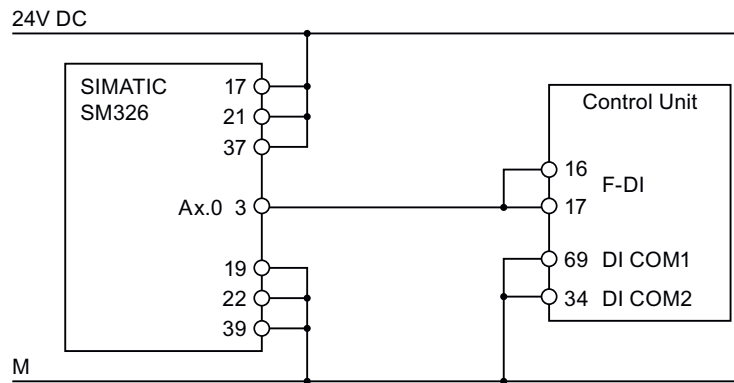 24V DC
SIMATIC
SM326
17
21
37
Ax.0 3
19
22
39
Control Unit
16
F-DI
17
69 DI COM1
34 DI COM2
M